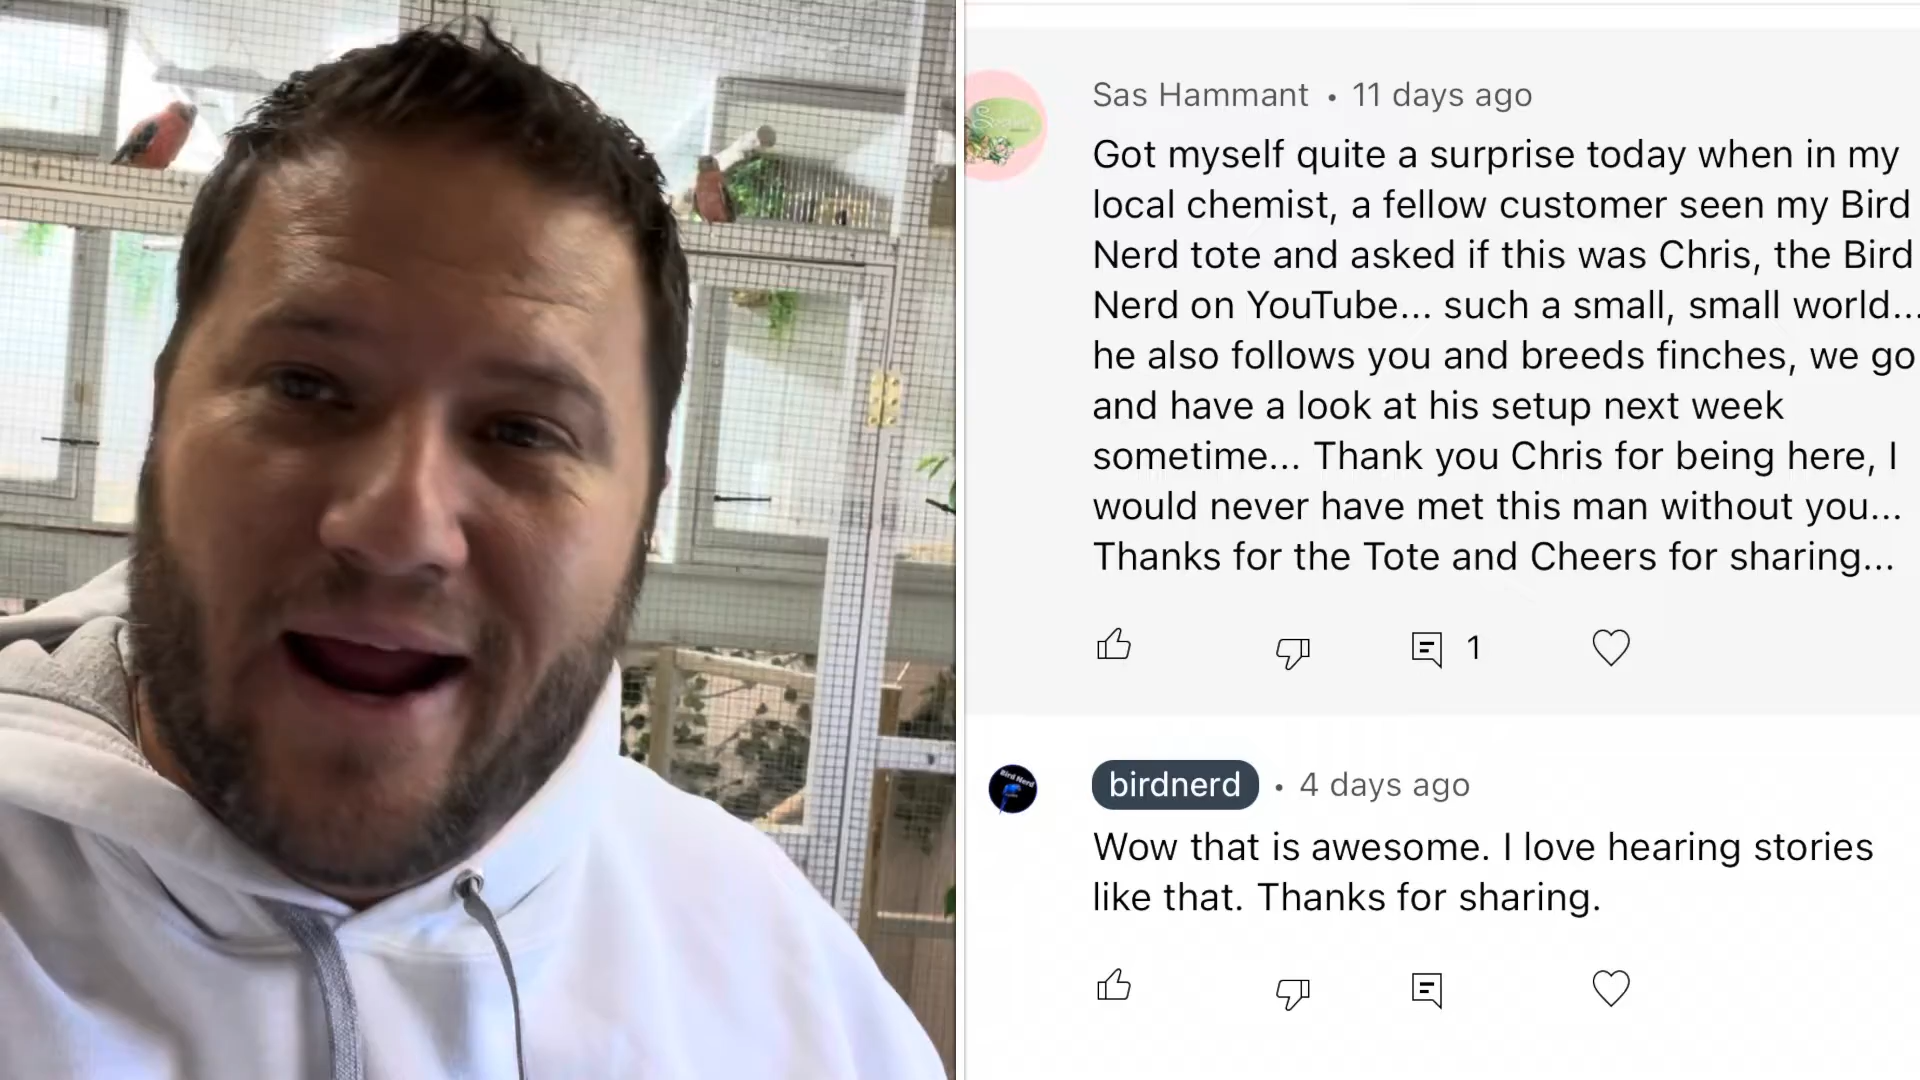 Sas Hammant • 11 days ago
Got myself quite a surprise today when in my
local chemist, a fellow customer seen my Bird
Nerd tote and asked if this was Chris, the Bird
Nerd on YouTube... such a small, small world...
he also follows you and breeds finches, we go
and have a look at his setup next week
sometime... Thank you Chris for being here, I
would never have met this man without you...
Thanks for the Tote and Cheers for sharing...
1
Bird Nerd
birdnerd • 4 days ago
Wow that is awesome. I love hearing stories
like that. Thanks for sharing.